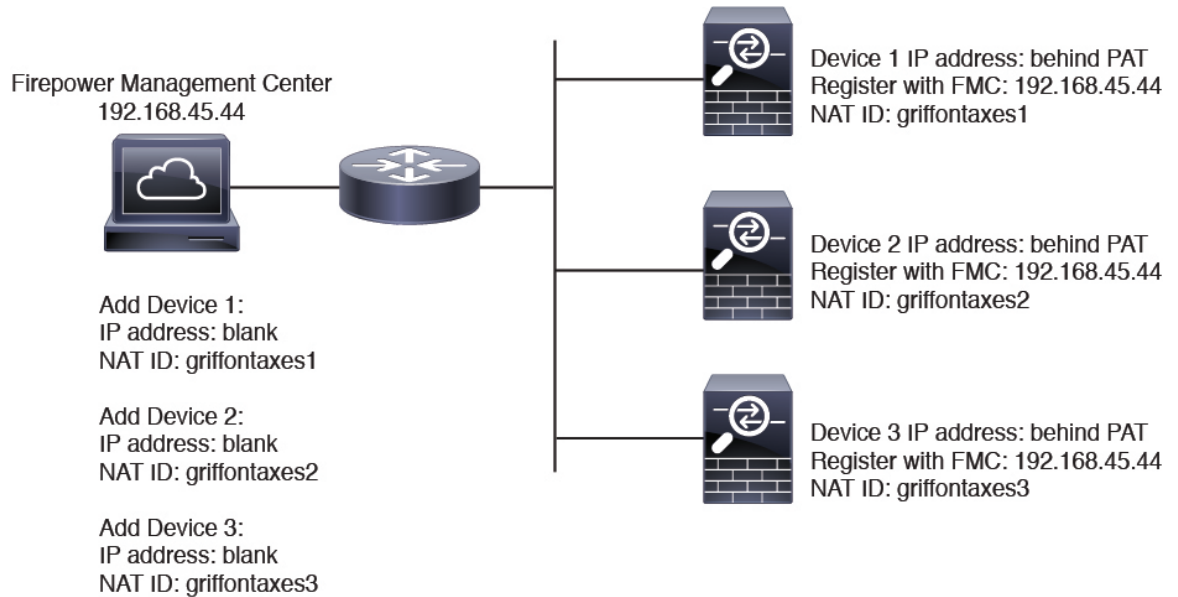 Firepower Management Center
192.168.45.44
Add Device 1:
IP address: blank
NAT ID: griffontaxes1
Add Device 2:
IP address: blank
NAT ID: griffontaxes2
Add Device 3:
IP address: blank
NAT ID: griffontaxes3
Device 1 IP address: behind PAT
Register with FMC: 192.168.45.44
NAT ID: griffontaxes1
Device 2 IP address: behind PAT
Register with FMC: 192.168.45.44
NAT ID: griffontaxes2
Device 3 IP address: behind PAT
Register with FMC: 192.168.45.44
NAT ID: griffontaxes3